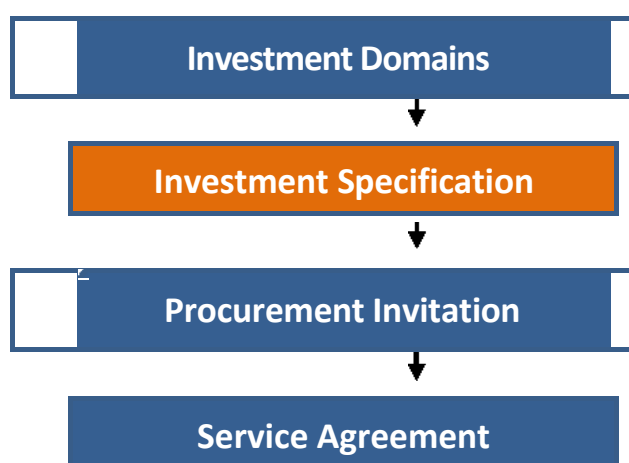 Investment Domains
Investment Specification
Procurement Invitation
Service Agreement